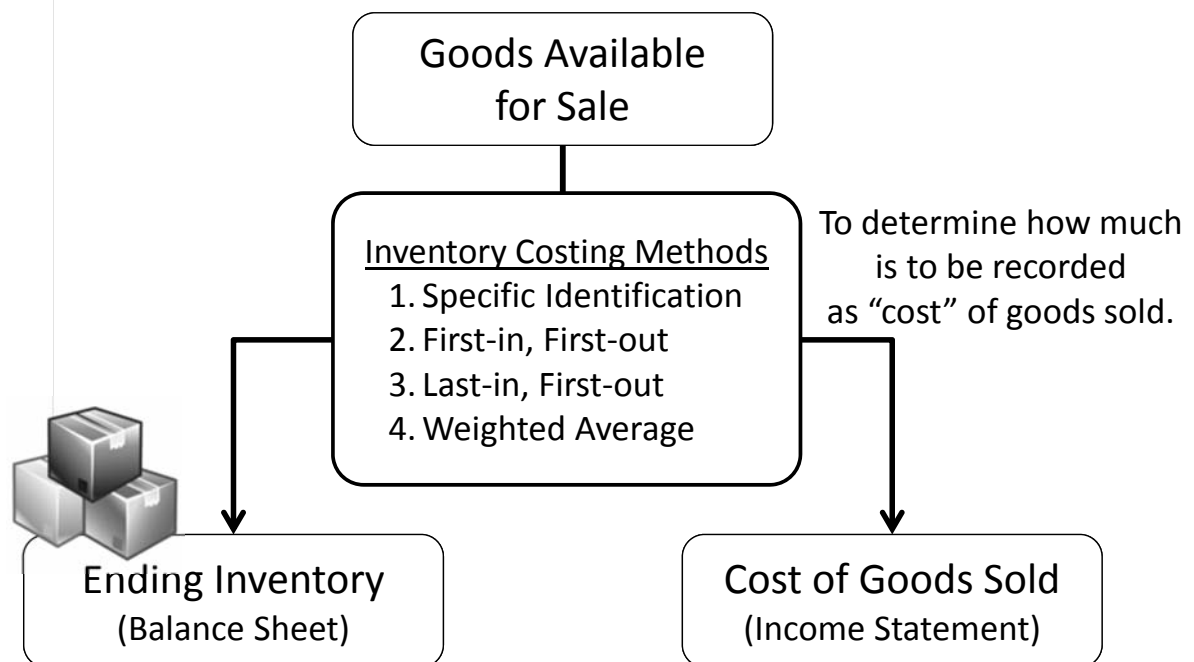 Goods Available
for Sale
Inventory Costing Methods
1. Specific Identification
2. First-in, First-out
3. Last-in, First-out
4. Weighted Average
To determine how much
is to be recorded
as “cost” of goods sold.
Ending Inventory
(Balance Sheet)
Cost of Goods Sold
(Income Statement)